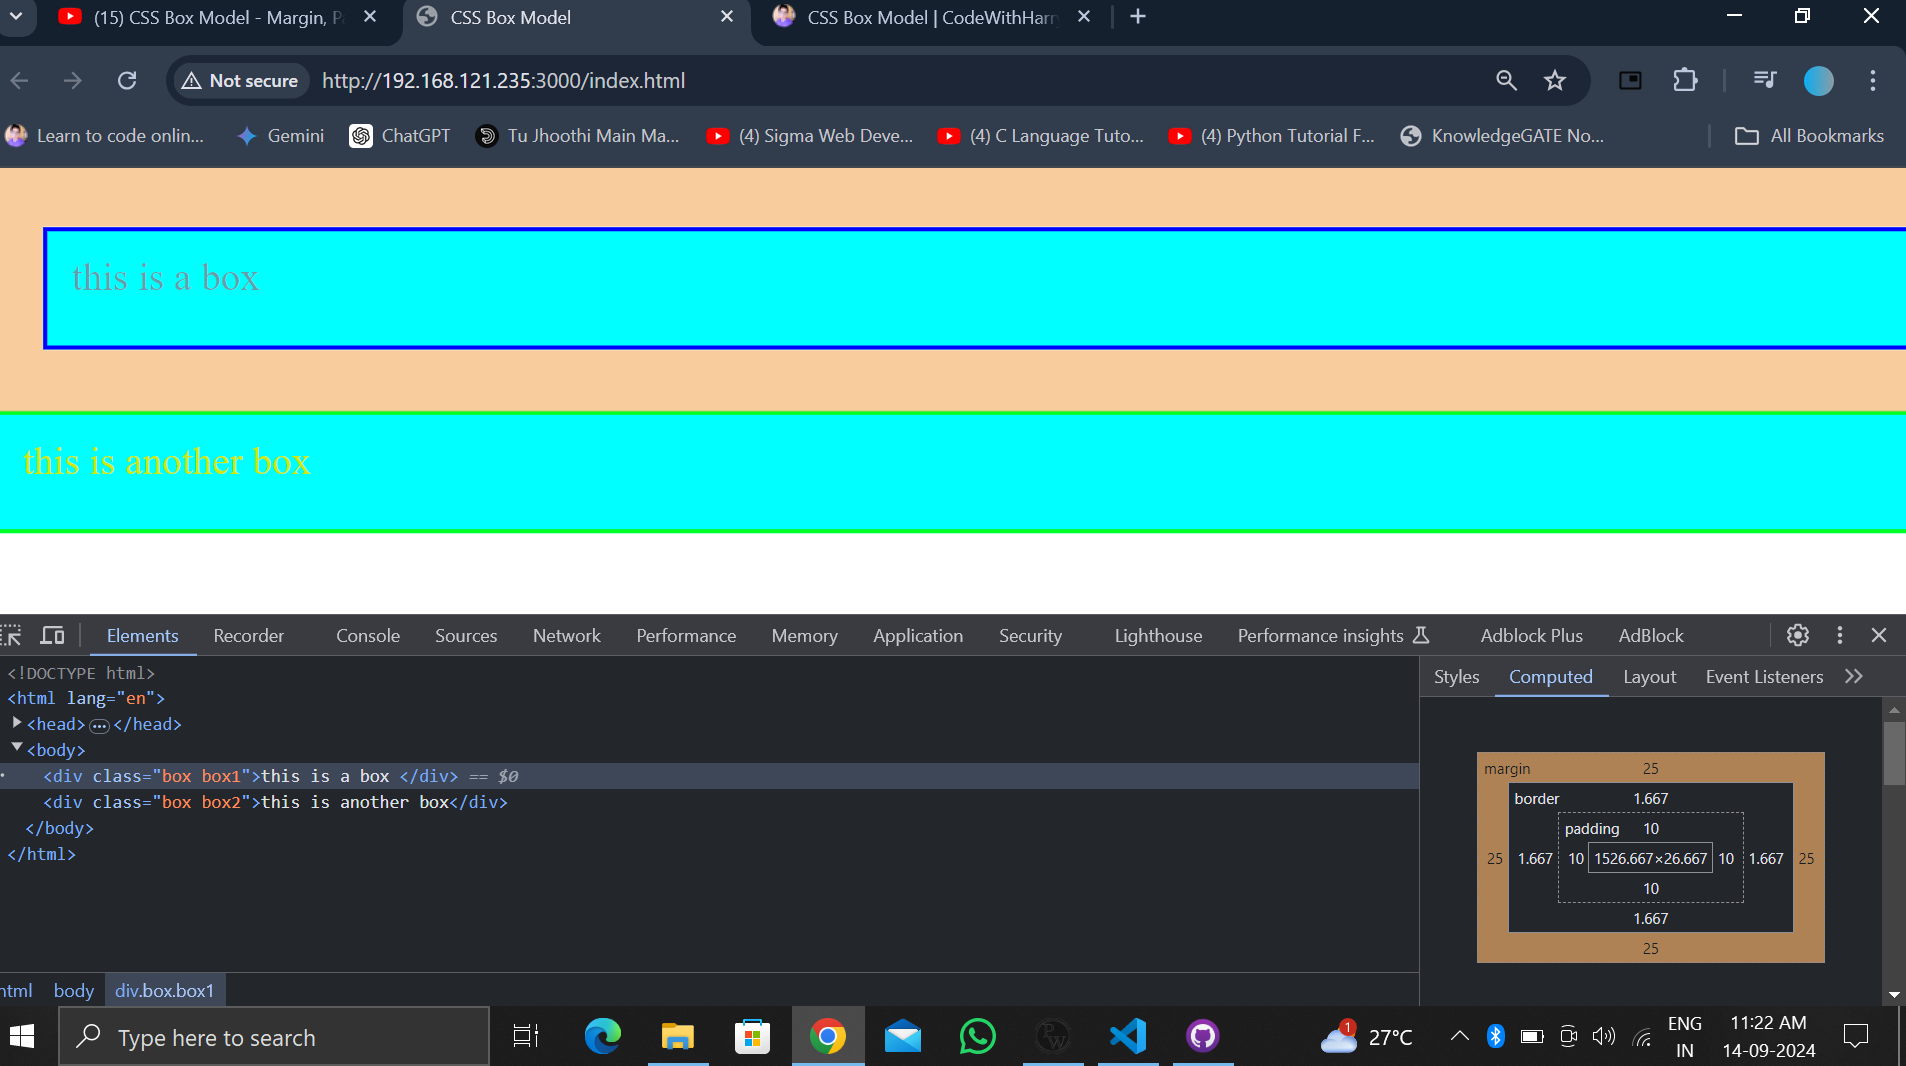 (15) CSS Box Model - Margin, Pa
CSS Box Model
CSS Box Model | CodeWithHarry
Not secure
http://192.168.121.235:3000/index.html
Learn to code onlin...
Gemini
ChatGPT
Tu Jhoothi Main Ma...
(4) Sigma Web Deve...
(4) C Language Tuto...
(4) Python Tutorial F...
KnowledgeGATE No...
All Bookmarks
this is a box
this is another box
Elements
Recorder
Console
Sources
Network
Performance
Memory
Application
Security
Lighthouse
Performance insights
Adblock Plus
AdBlock
<!DOCTYPE html>
<html lang="en">
<head>
</head>
<body>
<div class="box box1">this is a box </div> == $0
<div class="box box2">this is another box</div>
</body>
</html>
Styles
Computed
Layout
Event Listeners
margin 25
border 1.667
padding 10
25 1.667 10 1526.667×26.667 10 1.667 25
10
1.667
25
html
body
div.box.box1
Type here to search
1
27°C
ENG
IN
11:22 AM
14-09-2024